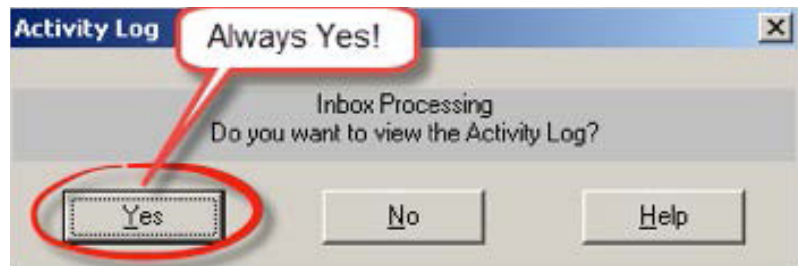 Activity Log
Always Yes!
Inbox Processing
Do you want to view the Activity Log?
Yes
No
Help